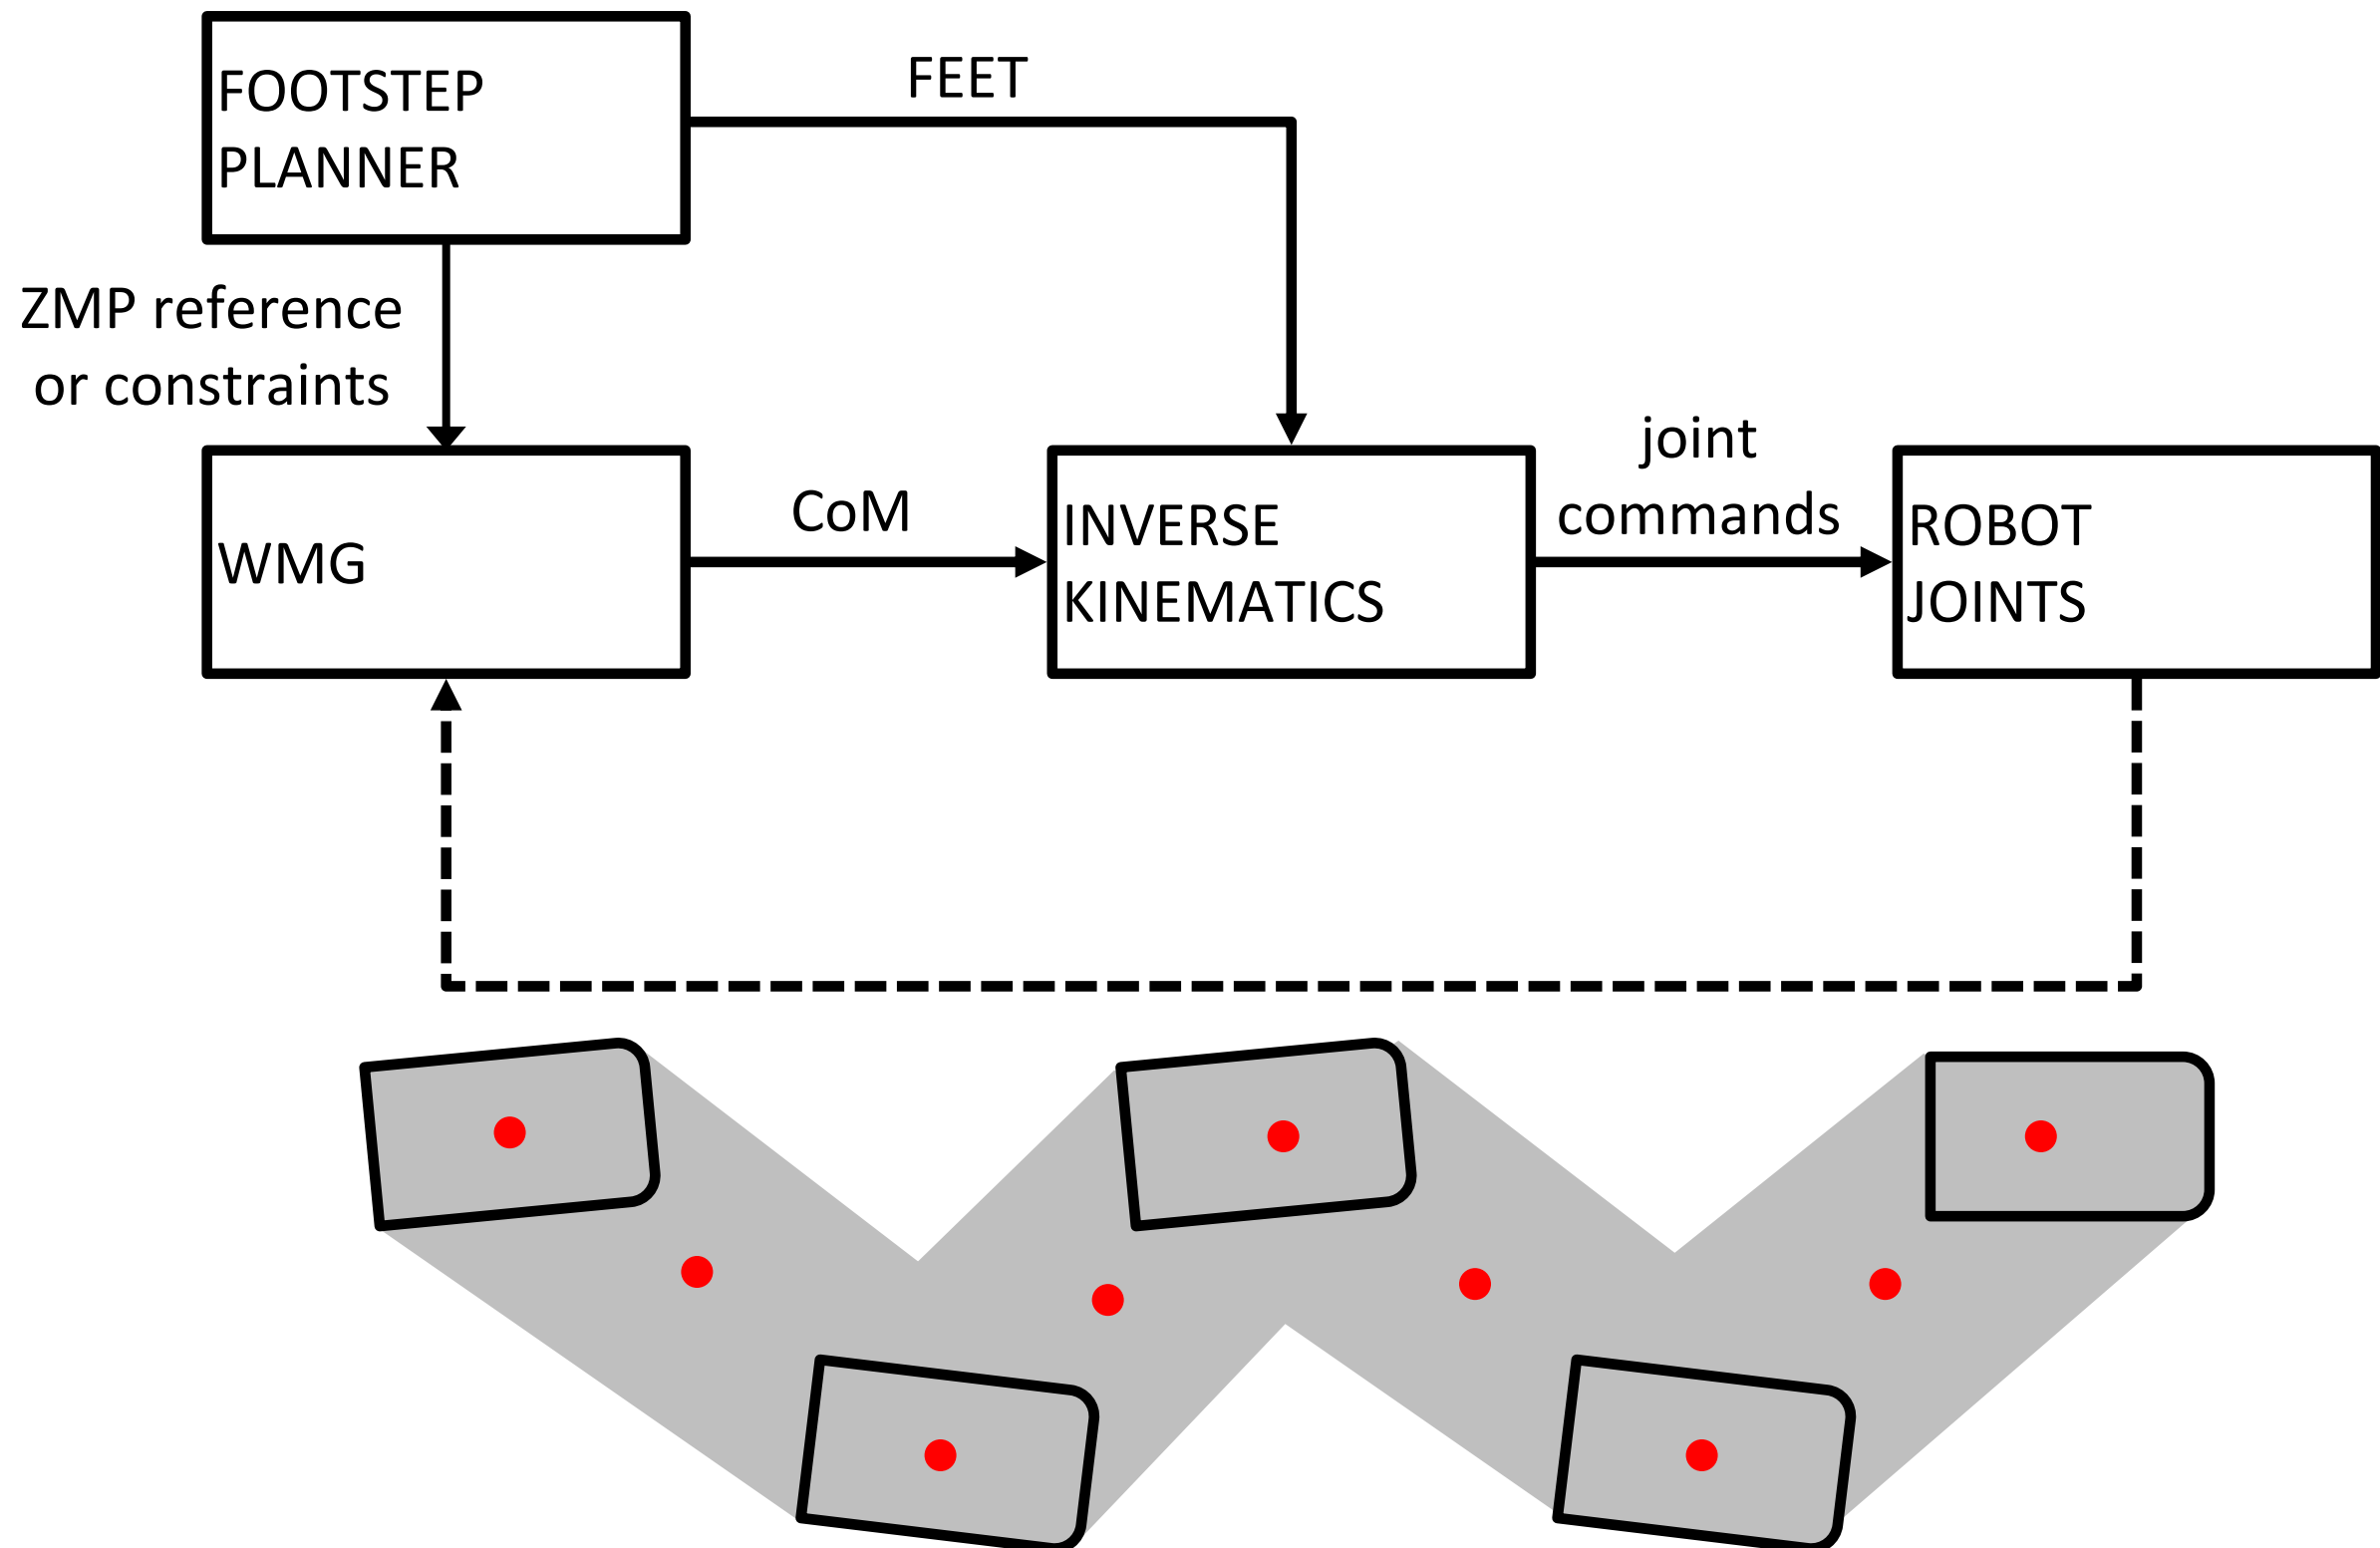 FOOTSTEP
PLANNER
FEET
ZMP reference
or constraints
WMG
CoM
INVERSE
KINEMATICS
joint
commands
ROBOT
JOINTS